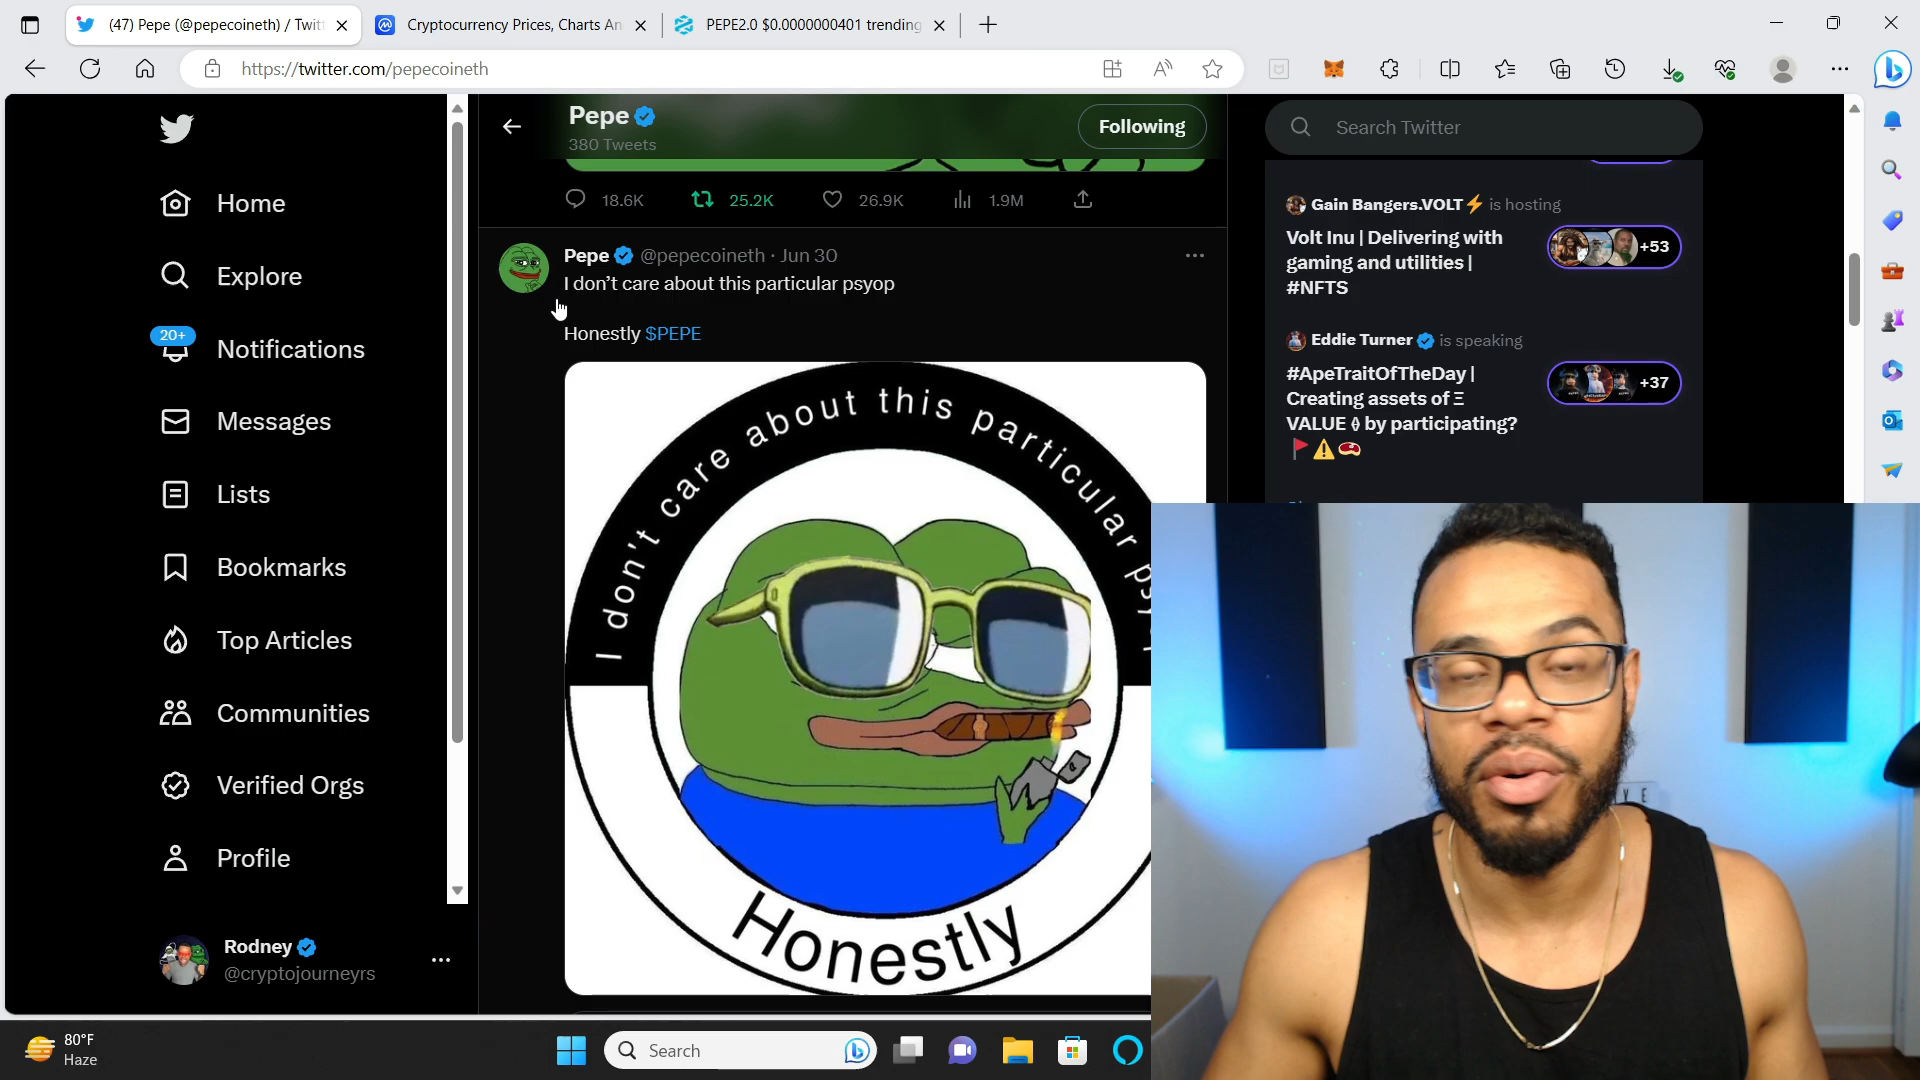 (47) Pepe (@pepecoineth) / Twit
Cryptocurrency Prices, Charts An
PEPE2.0 $0.0000000401 trending
https://twitter.com/pepecoineth
Home
Explore
20+
Notifications
Messages
Lists
Bookmarks
Top Articles
Communities
Verified Orgs
Profile
Rodney
@cryptojourneyrs
Pepe
380 Tweets
Following
18.6K
25.2K
26.9K
1.9M
Pepe @pepecoineth · Jun 30
I don't care about this particular psyop
Honestly $PEPE
I don't care about this particular psy
Honestly
Search Twitter
Gain Bangers.VOLT⚡ is hosting
Volt Inu | Delivering with
gaming and utilities |
#NFTS
+53
Eddie Turner is speaking
#ApeTraitOfTheDay |
Creating assets of Ξ
VALUE by participating?
🚩⚠️🥩
+37
80°F
Haze
Search